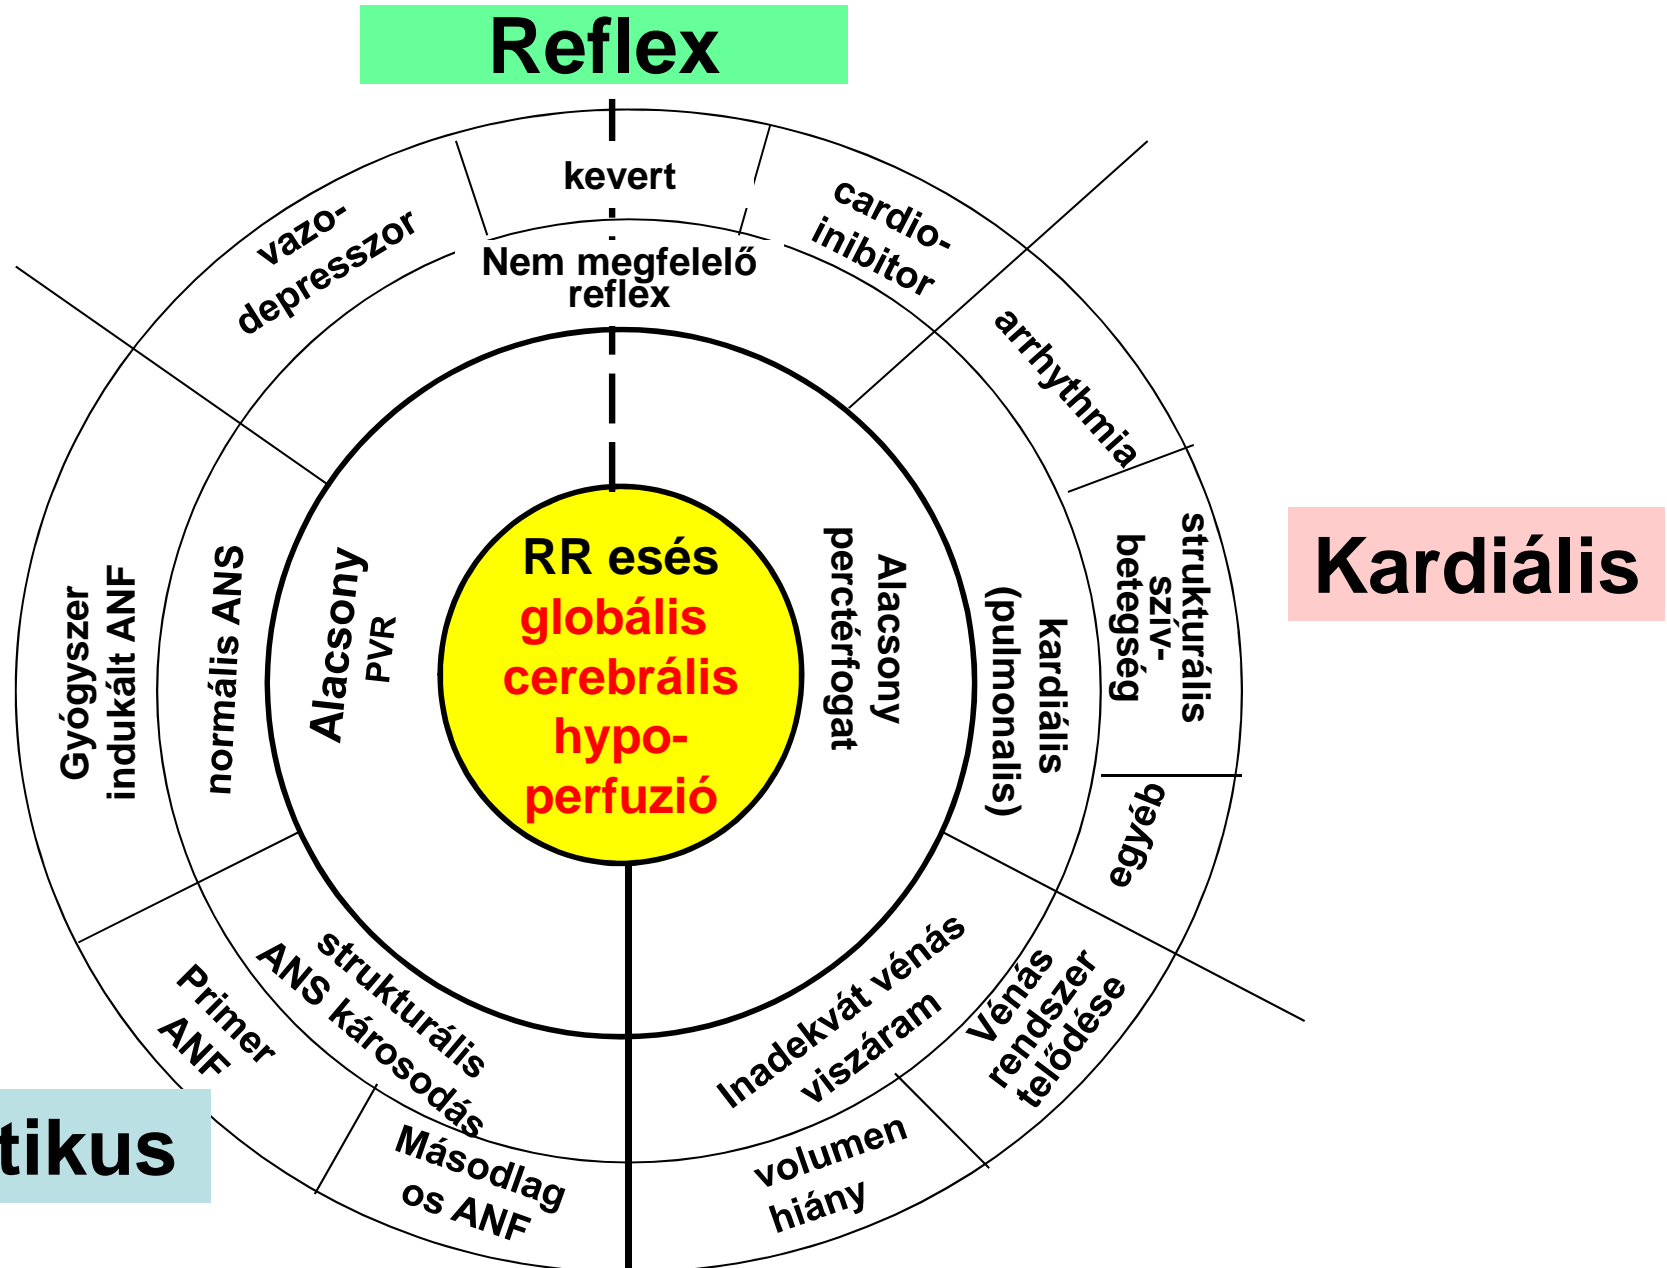 Reflex
kevert
vazo-
depresszor
cardio-
inibitor
Nem megfelelő
reflex
arrhythmia
strukturális
szív-
betegség
egyéb
Kardiális
Gyógyszer
indukált ANF
normális ANS
Alacsony
PVR
RR esés
globális
cerebrális
hypo-
perfuzió
Alacsony
perctérfogat
kardiális
(pulmonalis)
strukturális
ANS károsodás
Primer
ANF
Másodlag
os ANF
Inadekvát vénás
viszáram
Vénás
rendszer
telődése
volumen
hiány
tikus